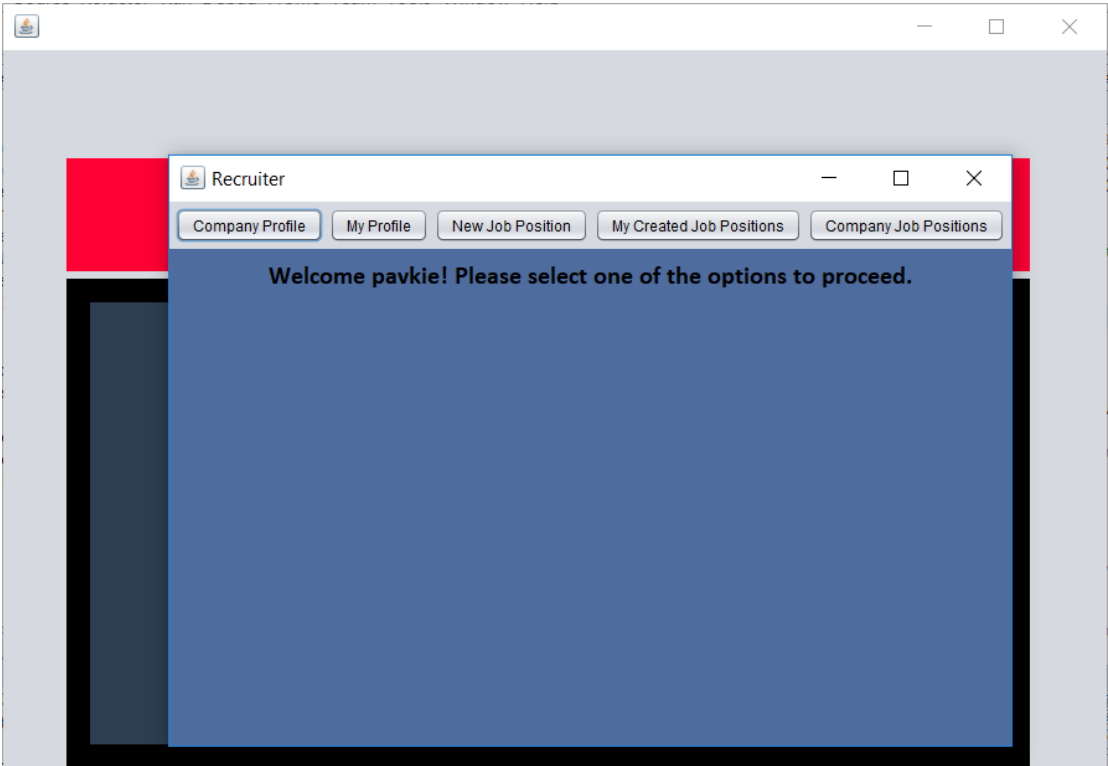 Recruiter
Company Profile My Profile New Job Position My Created Job Positions Company Job Positions
Welcome pavkie! Please select one of the options to proceed.